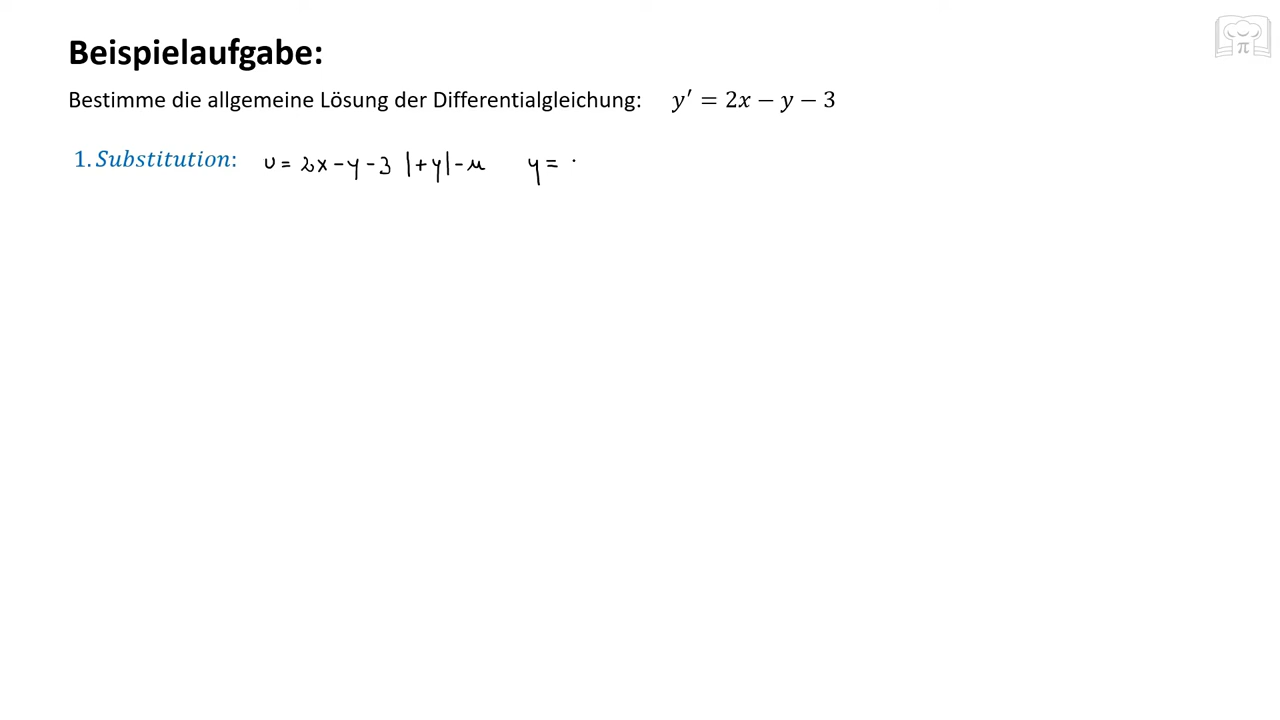 Beispielaufgabe:
Bestimme die allgemeine Lösung der Differentialgleichung: y′ = 2x − y − 3
1. Substitution: u = 2x − y − 3 |+y|−u y =